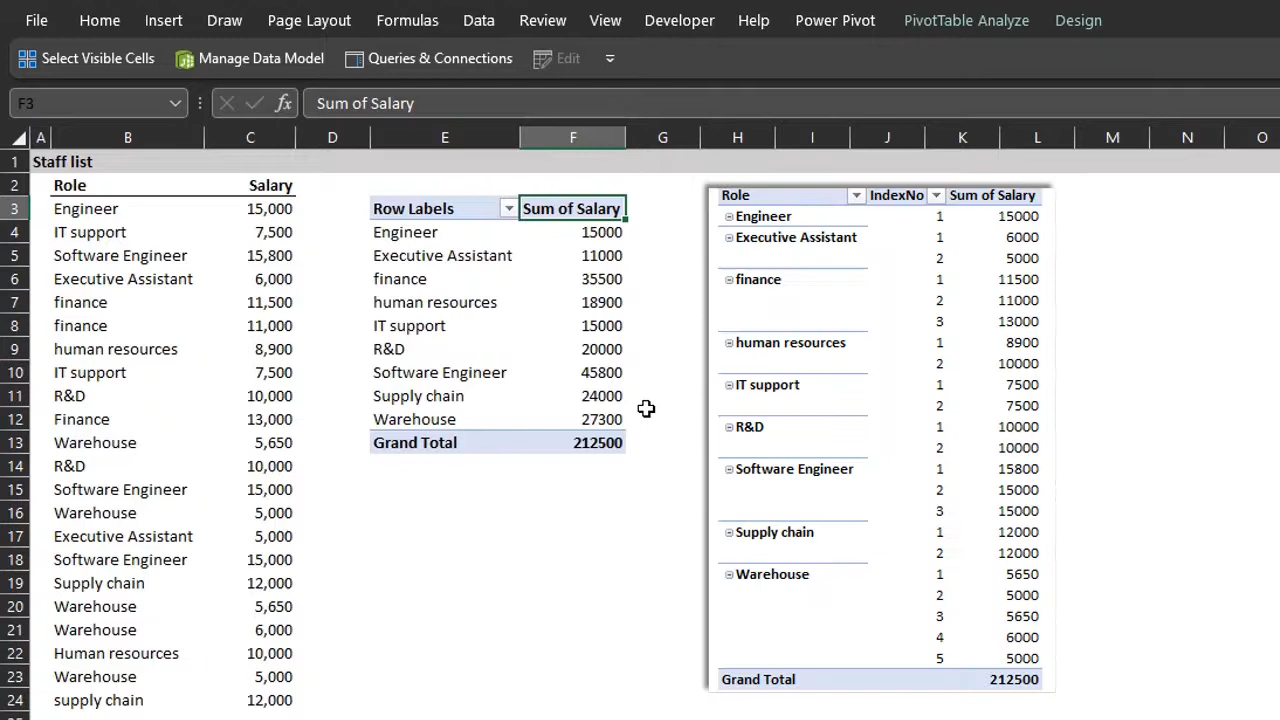 File Home Insert Draw Page Layout Formulas Data Review View Developer Help Power Pivot PivotTable Analyze Design
Select Visible Cells Manage Data Model Queries & Connections Edit
F3 fx Sum of Salary
A B C D E F G H I J K L M N O
1 Staff list
2 Role Salary
3 Engineer 15,000
4 IT support 7,500
5 Software Engineer 15,800
6 Executive Assistant 6,000
7 finance 11,500
8 finance 11,000
9 human resources 8,900
10 IT support 7,500
11 R&D 10,000
12 Finance 13,000
13 Warehouse 5,650
14 R&D 10,000
15 Software Engineer 15,000
16 Warehouse 5,000
17 Executive Assistant 5,000
18 Software Engineer 15,000
19 Supply chain 12,000
20 Warehouse 5,650
21 Warehouse 6,000
22 Human resources 10,000
23 Warehouse 5,000
24 supply chain 12,000
Row Labels Sum of Salary
Engineer 15000
Executive Assistant 11000
finance 35500
human resources 18900
IT support 15000
R&D 20000
Software Engineer 45800
Supply chain 24000
Warehouse 27300
Grand Total 212500
Role IndexNo Sum of Salary
Engineer 1 15000
Executive Assistant 1 6000
2 5000
finance 1 11500
2 11000
3 13000
human resources 1 8900
2 10000
IT support 1 7500
2 7500
R&D 1 10000
2 10000
Software Engineer 1 15800
2 15000
3 15000
Supply chain 1 12000
2 12000
Warehouse 1 5650
2 5000
3 5650
4 6000
5 5000
Grand Total 212500